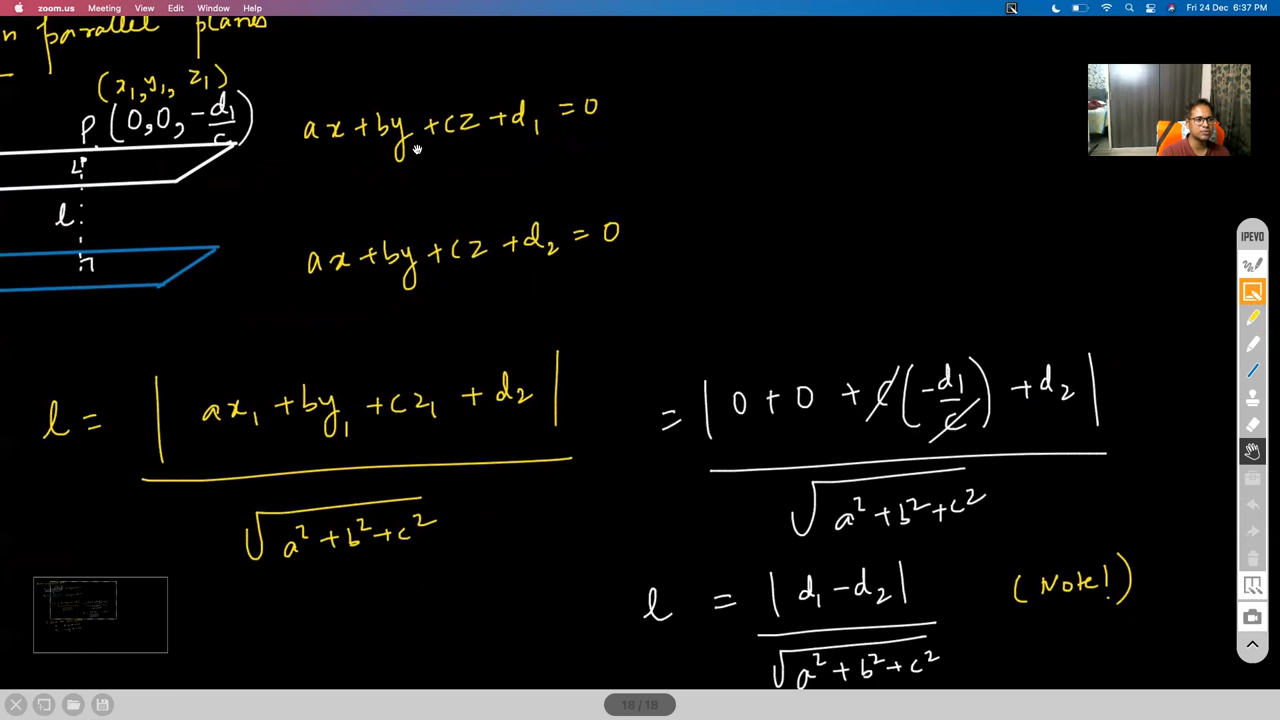 zoom.us Meeting View Edit Window Help Fri 24 Dec 6:37 PM
n parallel planes
(x₁, y₁, z₁)
P (0, 0, -d₁/c)
ax + by + cz + d₁ = 0
l
ax + by + cz + d₂ = 0
l = |ax₁ + by₁ + cz₁ + d₂| / √(a² + b² + c²)
= |0 + 0 + c(-d₁/c) + d₂| / √(a² + b² + c²)
l = |d₁ - d₂| / √(a² + b² + c²) (Note!)
IPEVO
18 / 18